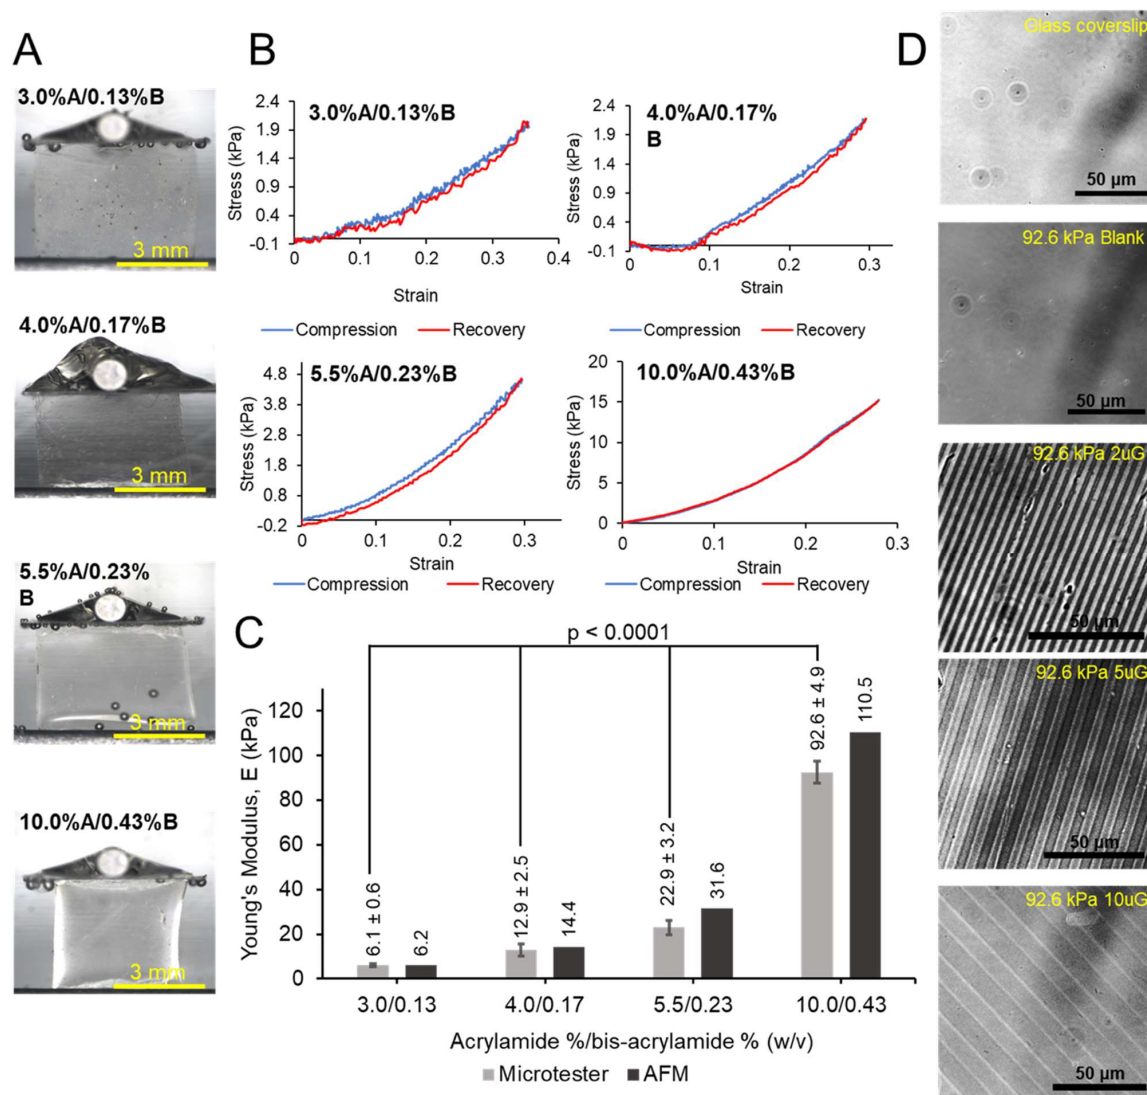 A
3.0%A/0.13%B
3 mm
4.0%A/0.17%B
3 mm
5.5%A/0.23%
B
3 mm
10.0%A/0.43%B
3 mm
B
3.0%A/0.13%B
Stress (kPa)
2.4
1.9
1.4
0.9
0.4
-0.1
0
0.1
0.2
0.3
0.4
Strain
Compression
Recovery
4.0%A/0.17%
B
Stress (kPa)
2.4
1.9
1.4
0.9
0.4
-0.1
0
0.1
0.2
0.3
Strain
Compression
Recovery
5.5%A/0.23%B
Stress (kPa)
4.8
3.8
2.8
1.8
0.8
-0.2
0
0.1
0.2
0.3
Strain
Compression
Recovery
10.0%A/0.43%B
Stress (kPa)
20
15
10
5
0
0
0.1
0.2
0.3
Strain
Compression
Recovery
C
p < 0.0001
Young's Modulus, E (kPa)
120
100
80
60
40
20
0
6.1 ± 0.6
6.2
12.9 ± 2.5
14.4
22.9 ± 3.2
31.6
92.6 ± 4.9
110.5
3.0/0.13
4.0/0.17
5.5/0.23
10.0/0.43
Acrylamide %/bis-acrylamide % (w/v)
Microtester
AFM
D
Glass coverslip
50 µm
92.6 kPa Blank
50 µm
92.6 kPa 2uG
50 µm
92.6 kPa 5uG
50 µm
92.6 kPa 10uG
50 µm